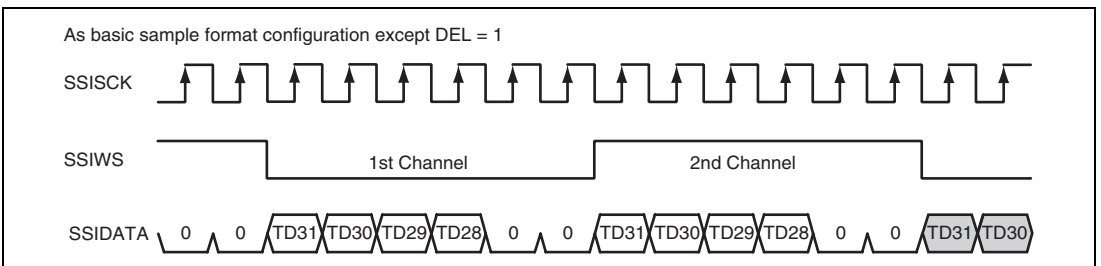 As basic sample format configuration except DEL = 1
SSISCK
SSIWS 1st Channel 2nd Channel
SSIDATA 0 0 TD31 TD30 TD29 TD28 0 0 TD31 TD30 TD29 TD28 0 0 TD31 TD30